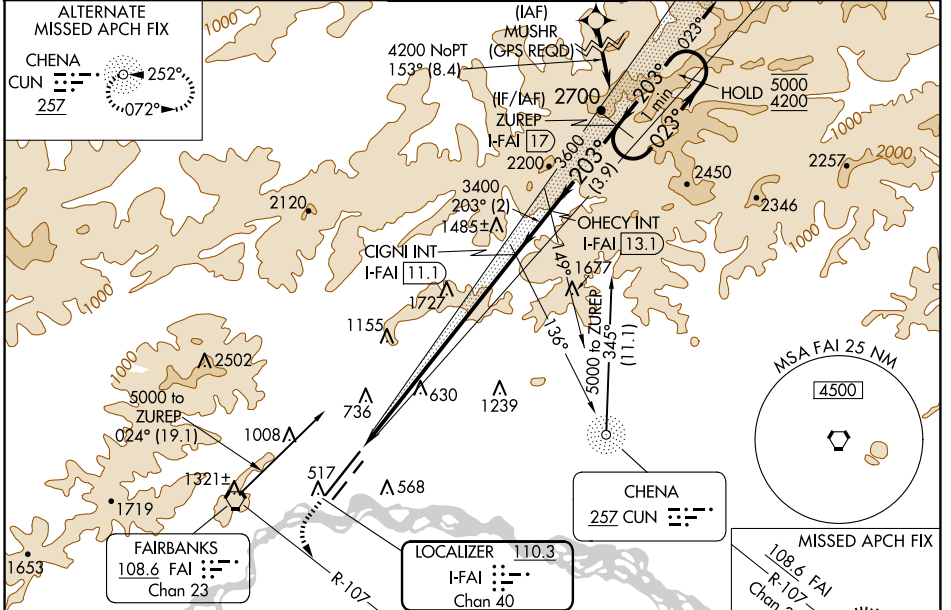 ALTERNATE
MISSED APCH FIX
CHENA
CUN
257
252°
072°
1000
(IAF)
MUSHR
(GPS REQD)
4200 NoPT
153° (8.4)
023°
203°
1 min
023°
HOLD
5000
4200
2700
(IF/IAF)
ZUREP
I-FAI 17
3600
203°
(3.9)
2200
2450
2257
2000
1000
2346
1000
2120
3400
203° (2)
1485±
OHECY INT
I-FAI 13.1
CIGNI INT
I-FAI 11.1
149°
1677
136°
1727
1155
1000
5000 to ZUREP
345°
(11.1)
MSA FAI 25 NM
4500
1000
2502
5000 to
ZUREP
024° (19.1)
736
630
1239
1008
1321±
517
568
1719
1653
CHENA
257 CUN
FAIRBANKS
108.6 FAI
Chan 23
R-107
LOCALIZER 110.3
I-FAI
Chan 40
MISSED APCH FIX
108.6 FAI
R-107